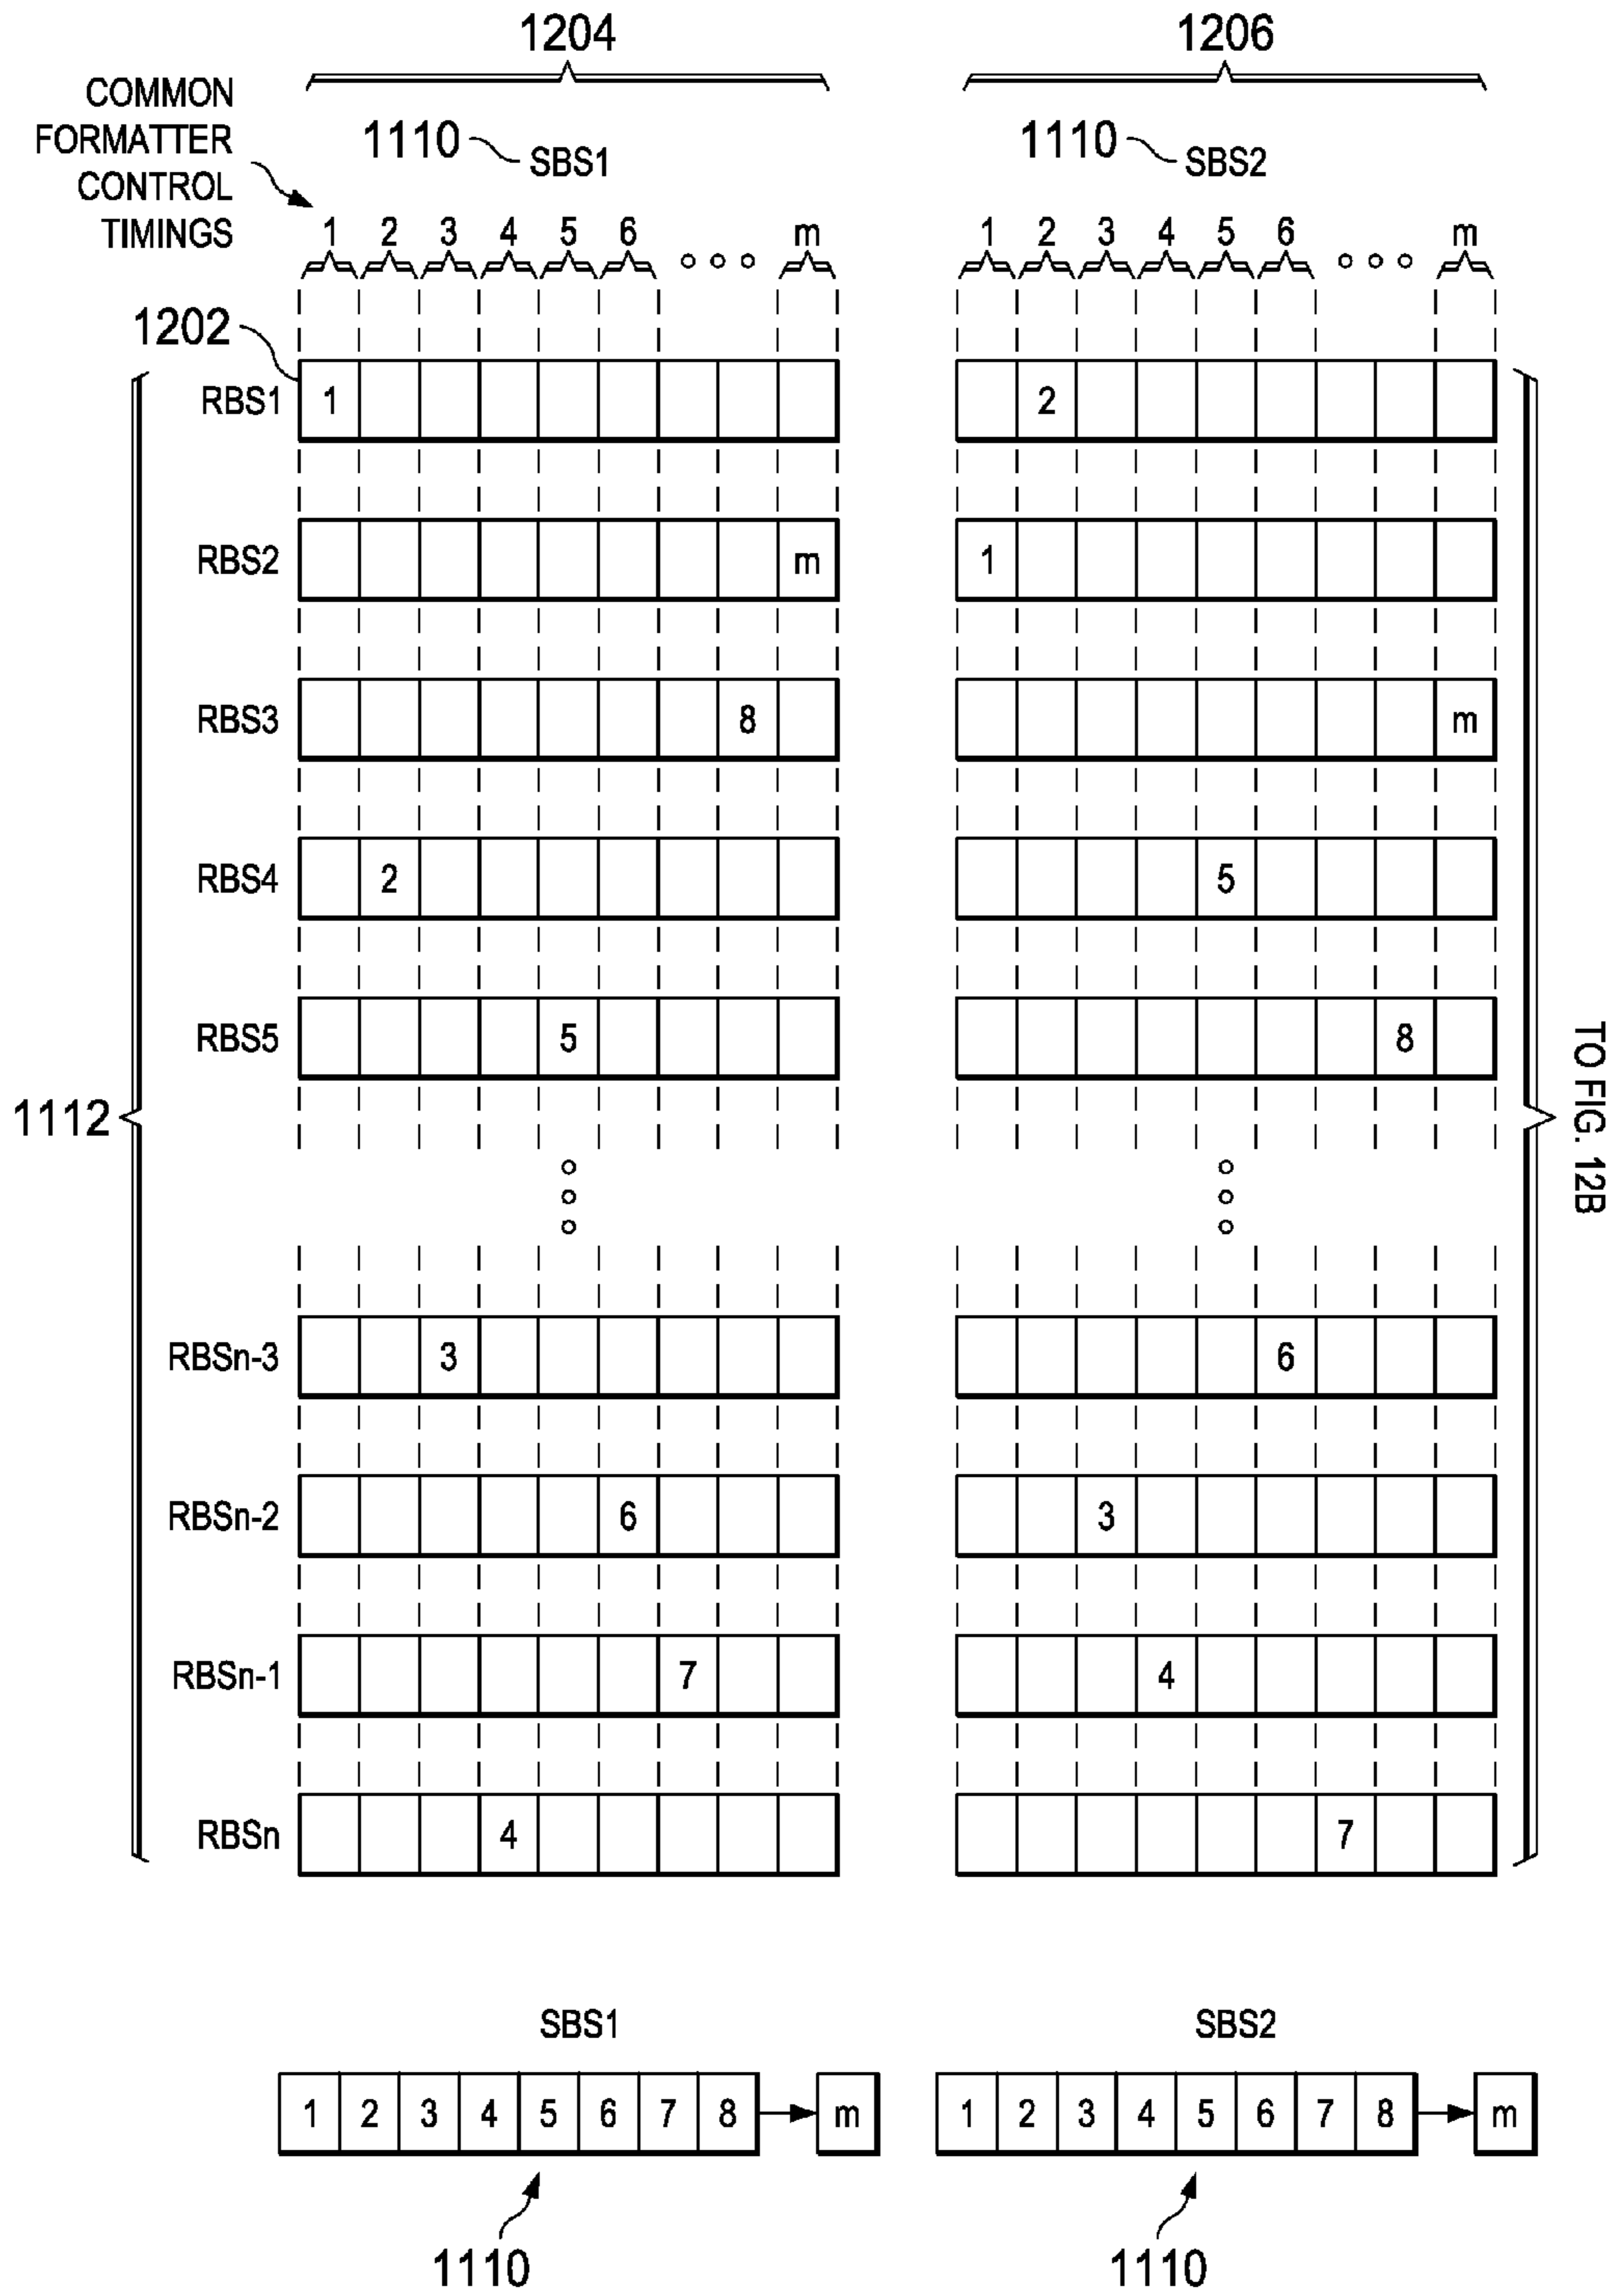 1204 1206
COMMON
FORMATTER
CONTROL
TIMINGS
1110 SBS1 1110 SBS2
1 2 3 4 5 6 m 1 2 3 4 5 6 m
1202
RBS1 1 2
RBS2 m 1
RBS3 8 m
RBS4 2 5
RBS5 5 8
1112
TO FIG. 12B
RBSn-3 3 6
RBSn-2 6 3
RBSn-1 7 4
RBSn 4 7
SBS1 SBS2
1 2 3 4 5 6 7 8 m 1 2 3 4 5 6 7 8 m
1110 1110